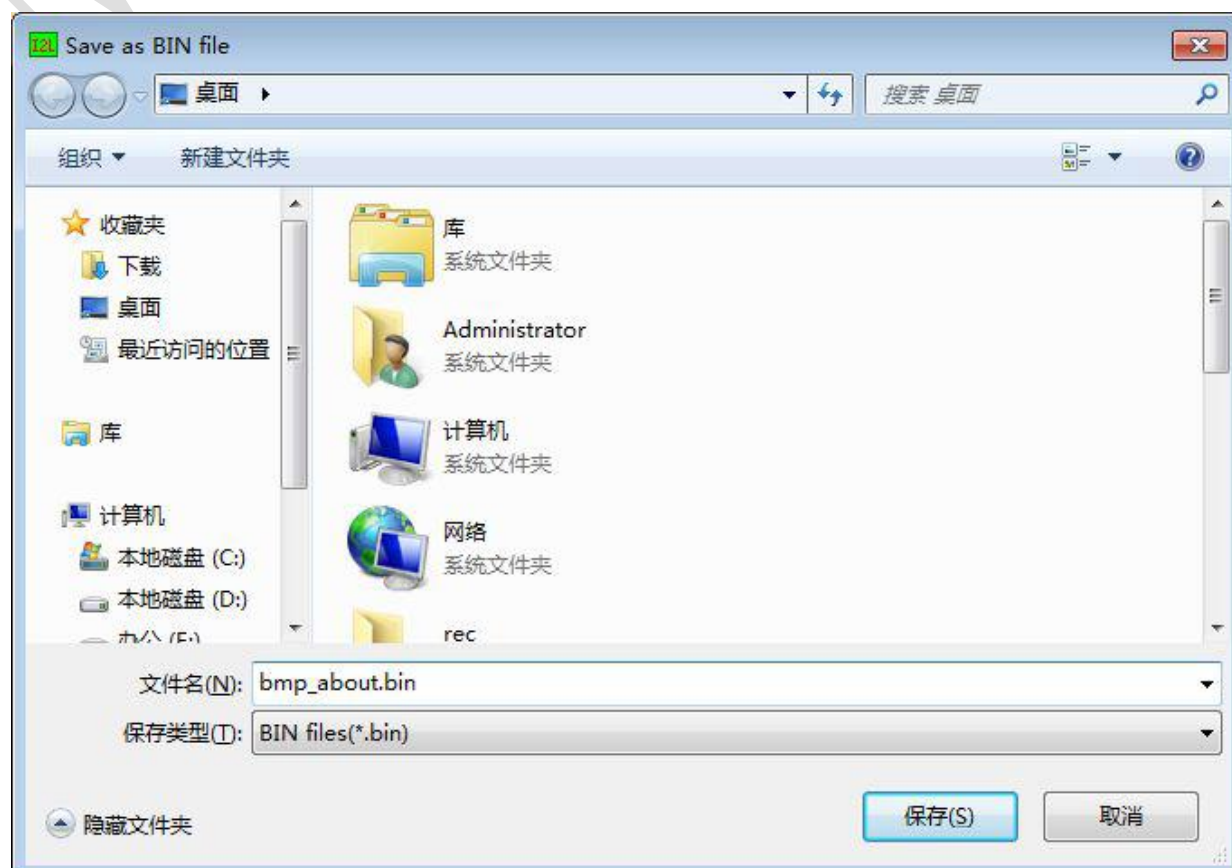 I2L Save as BIN file
桌面
搜索 桌面
组织
新建文件夹
收藏夹
下载
桌面
最近访问的位置
库
计算机
本地磁盘 (C:)
本地磁盘 (D:)
办公 (E:)
库
系统文件夹
Administrator
系统文件夹
计算机
系统文件夹
网络
系统文件夹
rec
文件名(N): bmp_about.bin
保存类型(T): BIN files(*.bin)
隐藏文件夹
保存(S)
取消